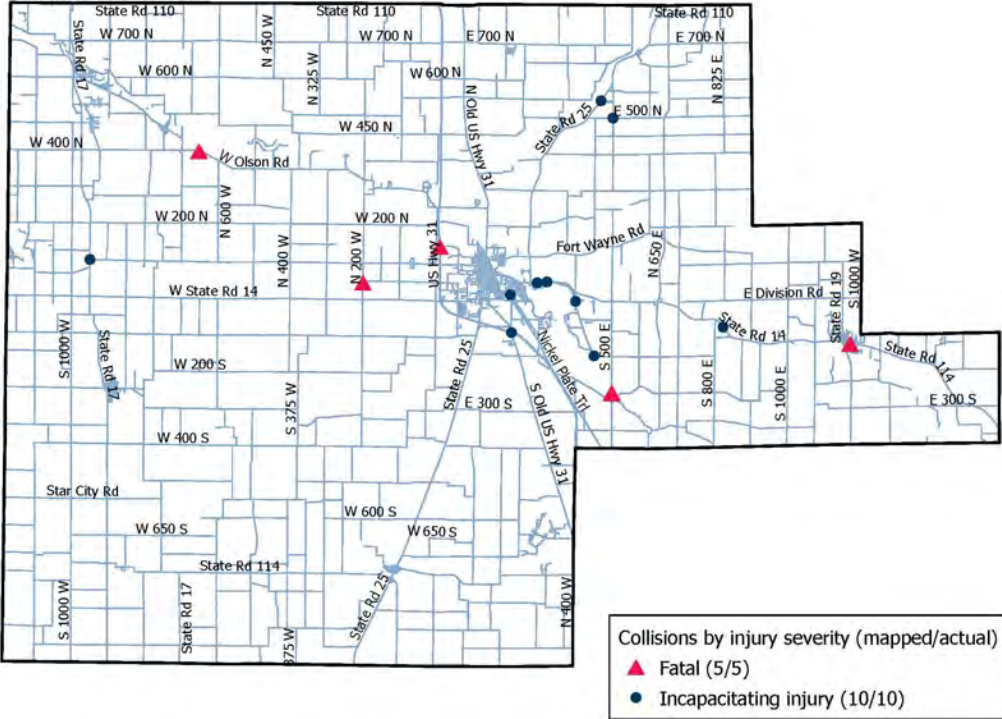 State Rd 110
State Rd 110
State Rd 110
State Rd 17
W 700 N
N 450 W
W 700 N
E 700 N
E 700 N
W 600 N
N 325 W
W 600 N
N 825 E
N Old US Hwy 31
State Rd 25
E 500 N
W 450 N
W 400 N
W Olson Rd
N 600 W
W 200 N
W 200 N
N 400 W
N 200 W
US Hwy 31
Fort Wayne Rd
N 650 E
W State Rd 14
E Division Rd
State Rd 19
S 1000 W
State Rd 14
State Rd 114
S 1000 W
State Rd 17
W 200 S
S 375 W
State Rd 25
Nickel Plate Trl
S 500 E
S 800 E
S 1000 E
E 300 S
E 300 S
S Old US Hwy 31
W 400 S
Star City Rd
W 600 S
W 650 S
W 650 S
State Rd 114
S 1000 W
State Rd 17
375 W
State Rd 25
N 400 W
Collisions by injury severity (mapped/actual)
Fatal (5/5)
Incapacitating injury (10/10)